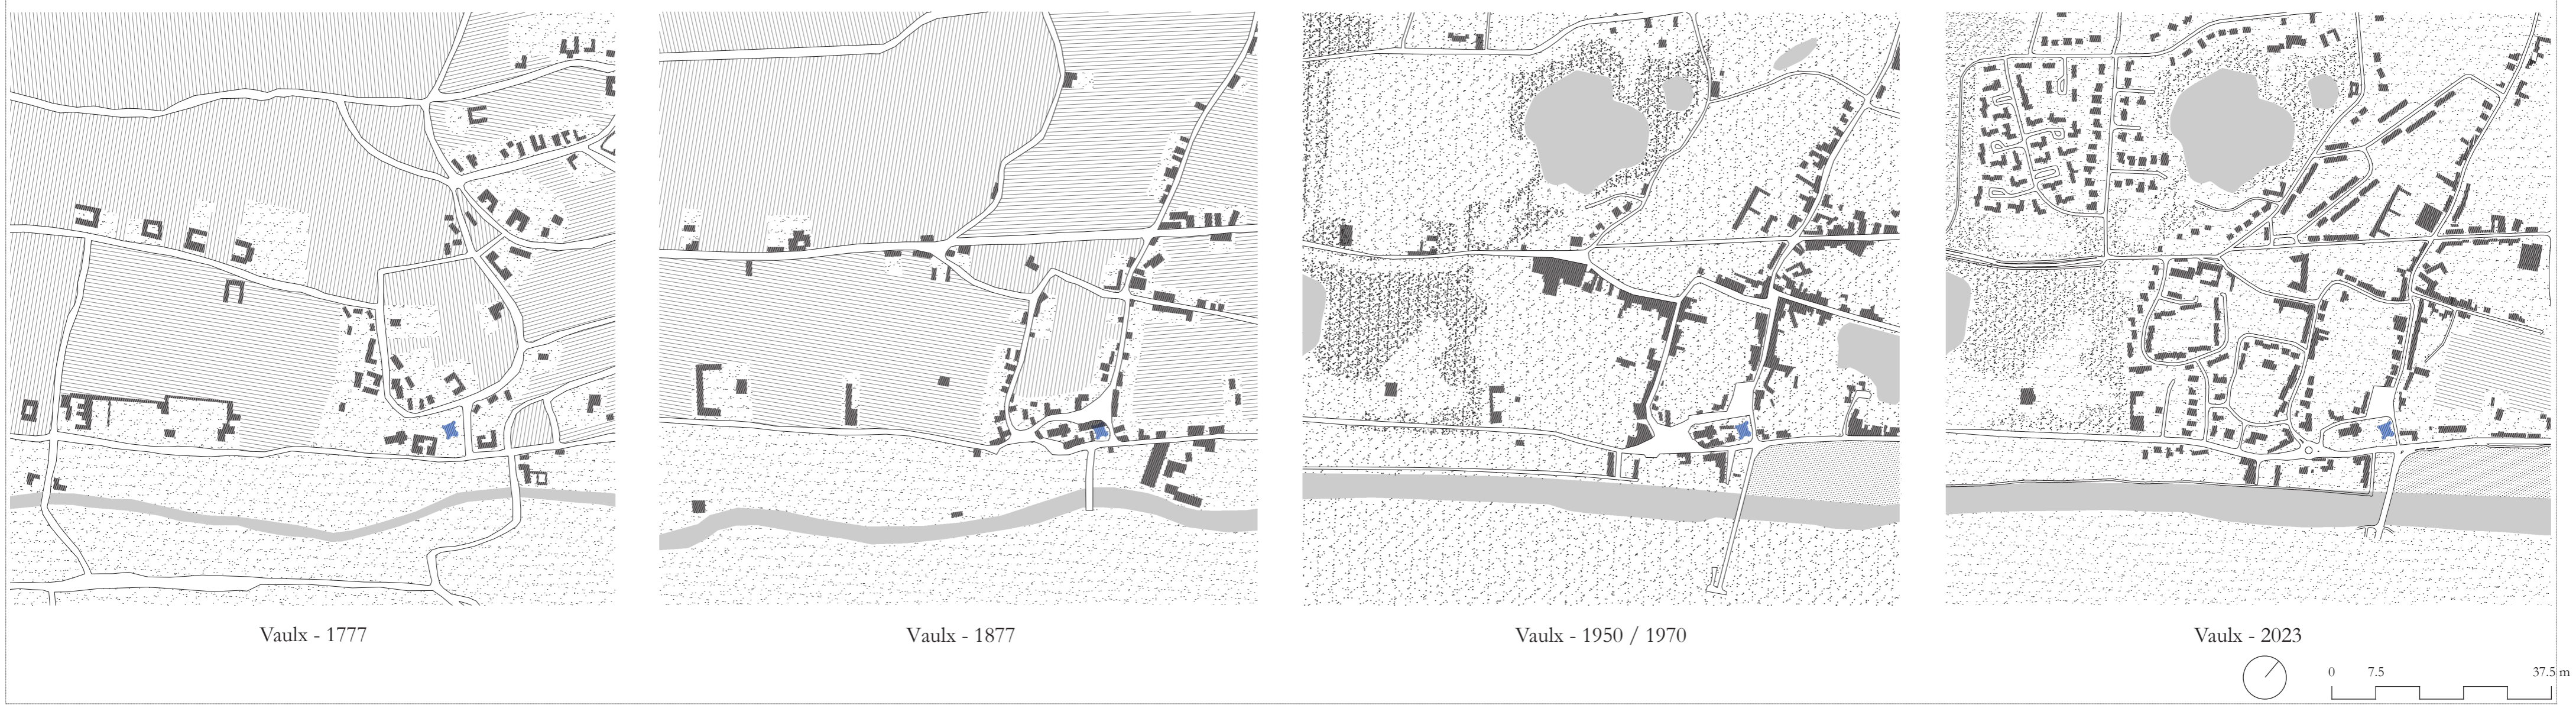 Vaulx - 1777
Vaulx - 1877
Vaulx - 1950 / 1970
Vaulx - 2023
0 7.5 37.5 m